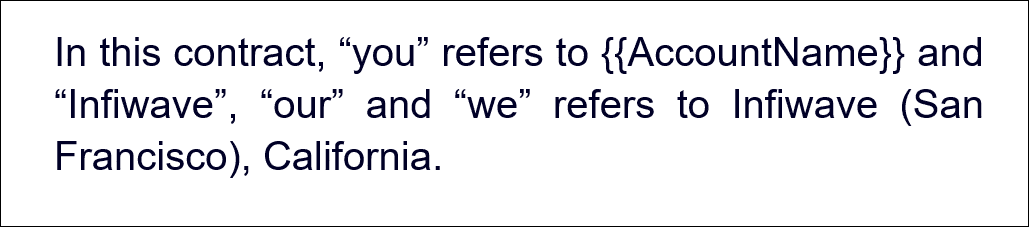 In this contract, “you” refers to {{AccountName}} and
“Infiwave”, “our” and “we” refers to Infiwave (San
Francisco), California.